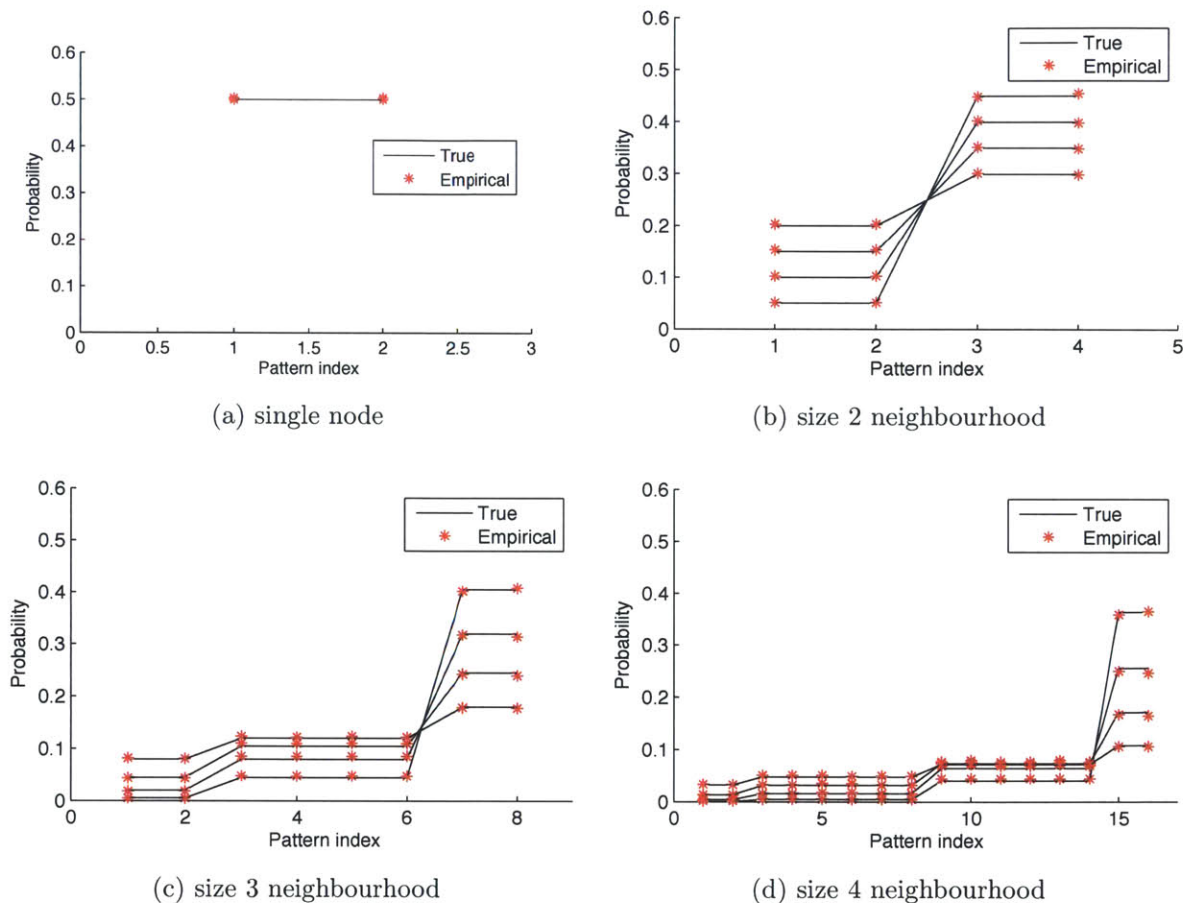 0.6
0.5
0.4
0.3
0.2
0.1
0
Probability
0 0.5 1 1.5 2 2.5 3
Pattern index
True
Empirical
(a) single node
0.6
0.5
0.4
0.3
0.2
0.1
0
Probability
0 1 2 3 4 5
Pattern index
True
Empirical
(b) size 2 neighbourhood
0.6
0.5
0.4
0.3
0.2
0.1
0
Probability
0 2 4 6 8
Pattern index
True
Empirical
(c) size 3 neighbourhood
0.6
0.5
0.4
0.3
0.2
0.1
0
Probability
0 5 10 15
Pattern index
True
Empirical
(d) size 4 neighbourhood